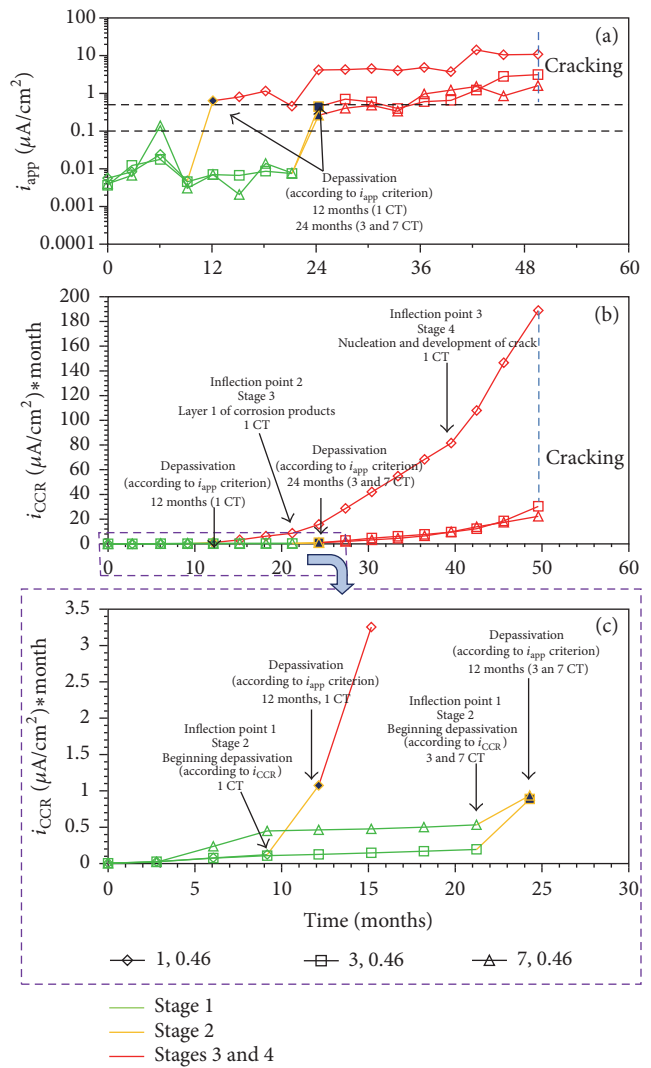 100
10
1
0.1
0.01
0.001
0.0001
i_app (μA/cm²)
(a)
Cracking
Depassivation
(according to i_app criterion)
12 months (1 CT)
24 months (3 and 7 CT)
0 12 24 36 48 60
200
180
160
140
120
100
80
60
40
20
0
i_CCR (μA/cm²)*month
(b)
Inflection point 3
Stage 4
Nucleation and development of crack
1 CT
Inflection point 2
Stage 3
Layer 1 of corrosion products
1 CT
Depassivation
(according to i_app criterion)
24 months (3 and 7 CT)
Depassivation
(according to i_app criterion)
12 months (1 CT)
Cracking
0 10 20 30 40 50 60
3.5
3
2.5
2
1.5
1
0.5
0
i_CCR (μA/cm²)*month
(c)
Depassivation
(according to i_app criterion)
12 months (3 an 7 CT)
Depassivation
(according to i_app criterion)
12 months, 1 CT
Inflection point 1
Stage 2
Beginning depassivation
(according to i_CCR)
1 CT
Inflection point 1
Stage 2
Beginning depassivation
(according to i_CCR)
3 and 7 CT
0 5 10 15 20 25 30
Time (months)
1, 0.46 3, 0.46 7, 0.46
Stage 1
Stage 2
Stages 3 and 4